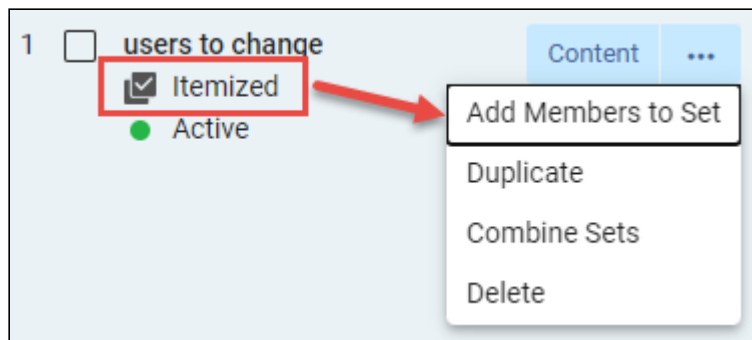 1 users to change Content ...
Itemized
Active
Add Members to Set
Duplicate
Combine Sets
Delete